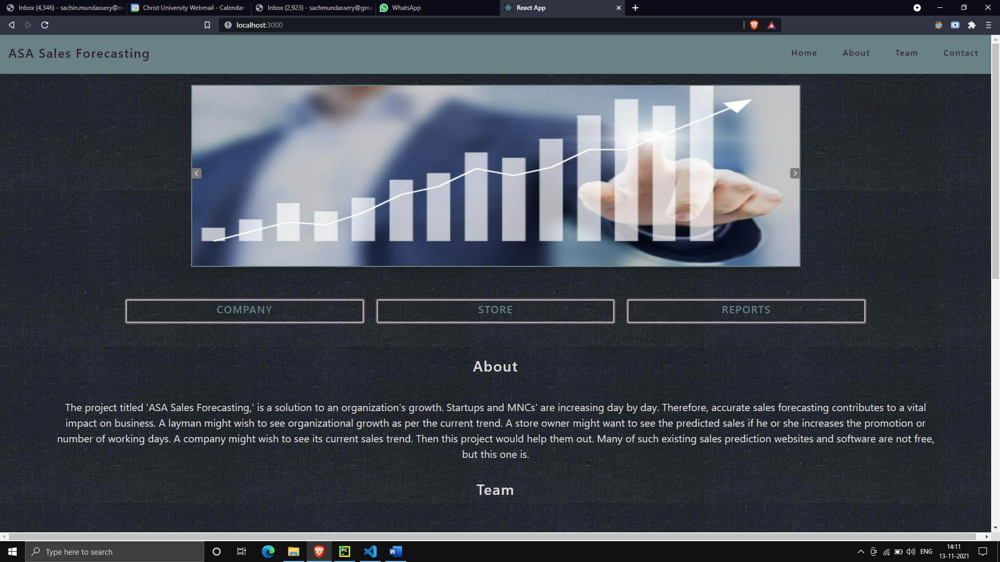 Inbox (4,346) - sachin.mundassery@m
Christ University Webmail - Calendar -
Inbox (2,923) - sachmundassery@gma
WhatsApp
React App
localhost:3000
ASA Sales Forecasting
Home
About
Team
Contact
COMPANY
STORE
REPORTS
About
The project titled 'ASA Sales Forecasting,' is a solution to an organization's growth. Startups and MNCs' are increasing day by day. Therefore, accurate sales forecasting contributes to a vital
impact on business. A layman might wish to see organizational growth as per the current trend. A store owner might want to see the predicted sales if he or she increases the promotion or
number of working days. A company might wish to see its current sales trend. Then this project would help them out. Many of such existing sales prediction websites and software are not free,
but this one is.
Team
Type here to search
ENG
14:11
13-11-2021